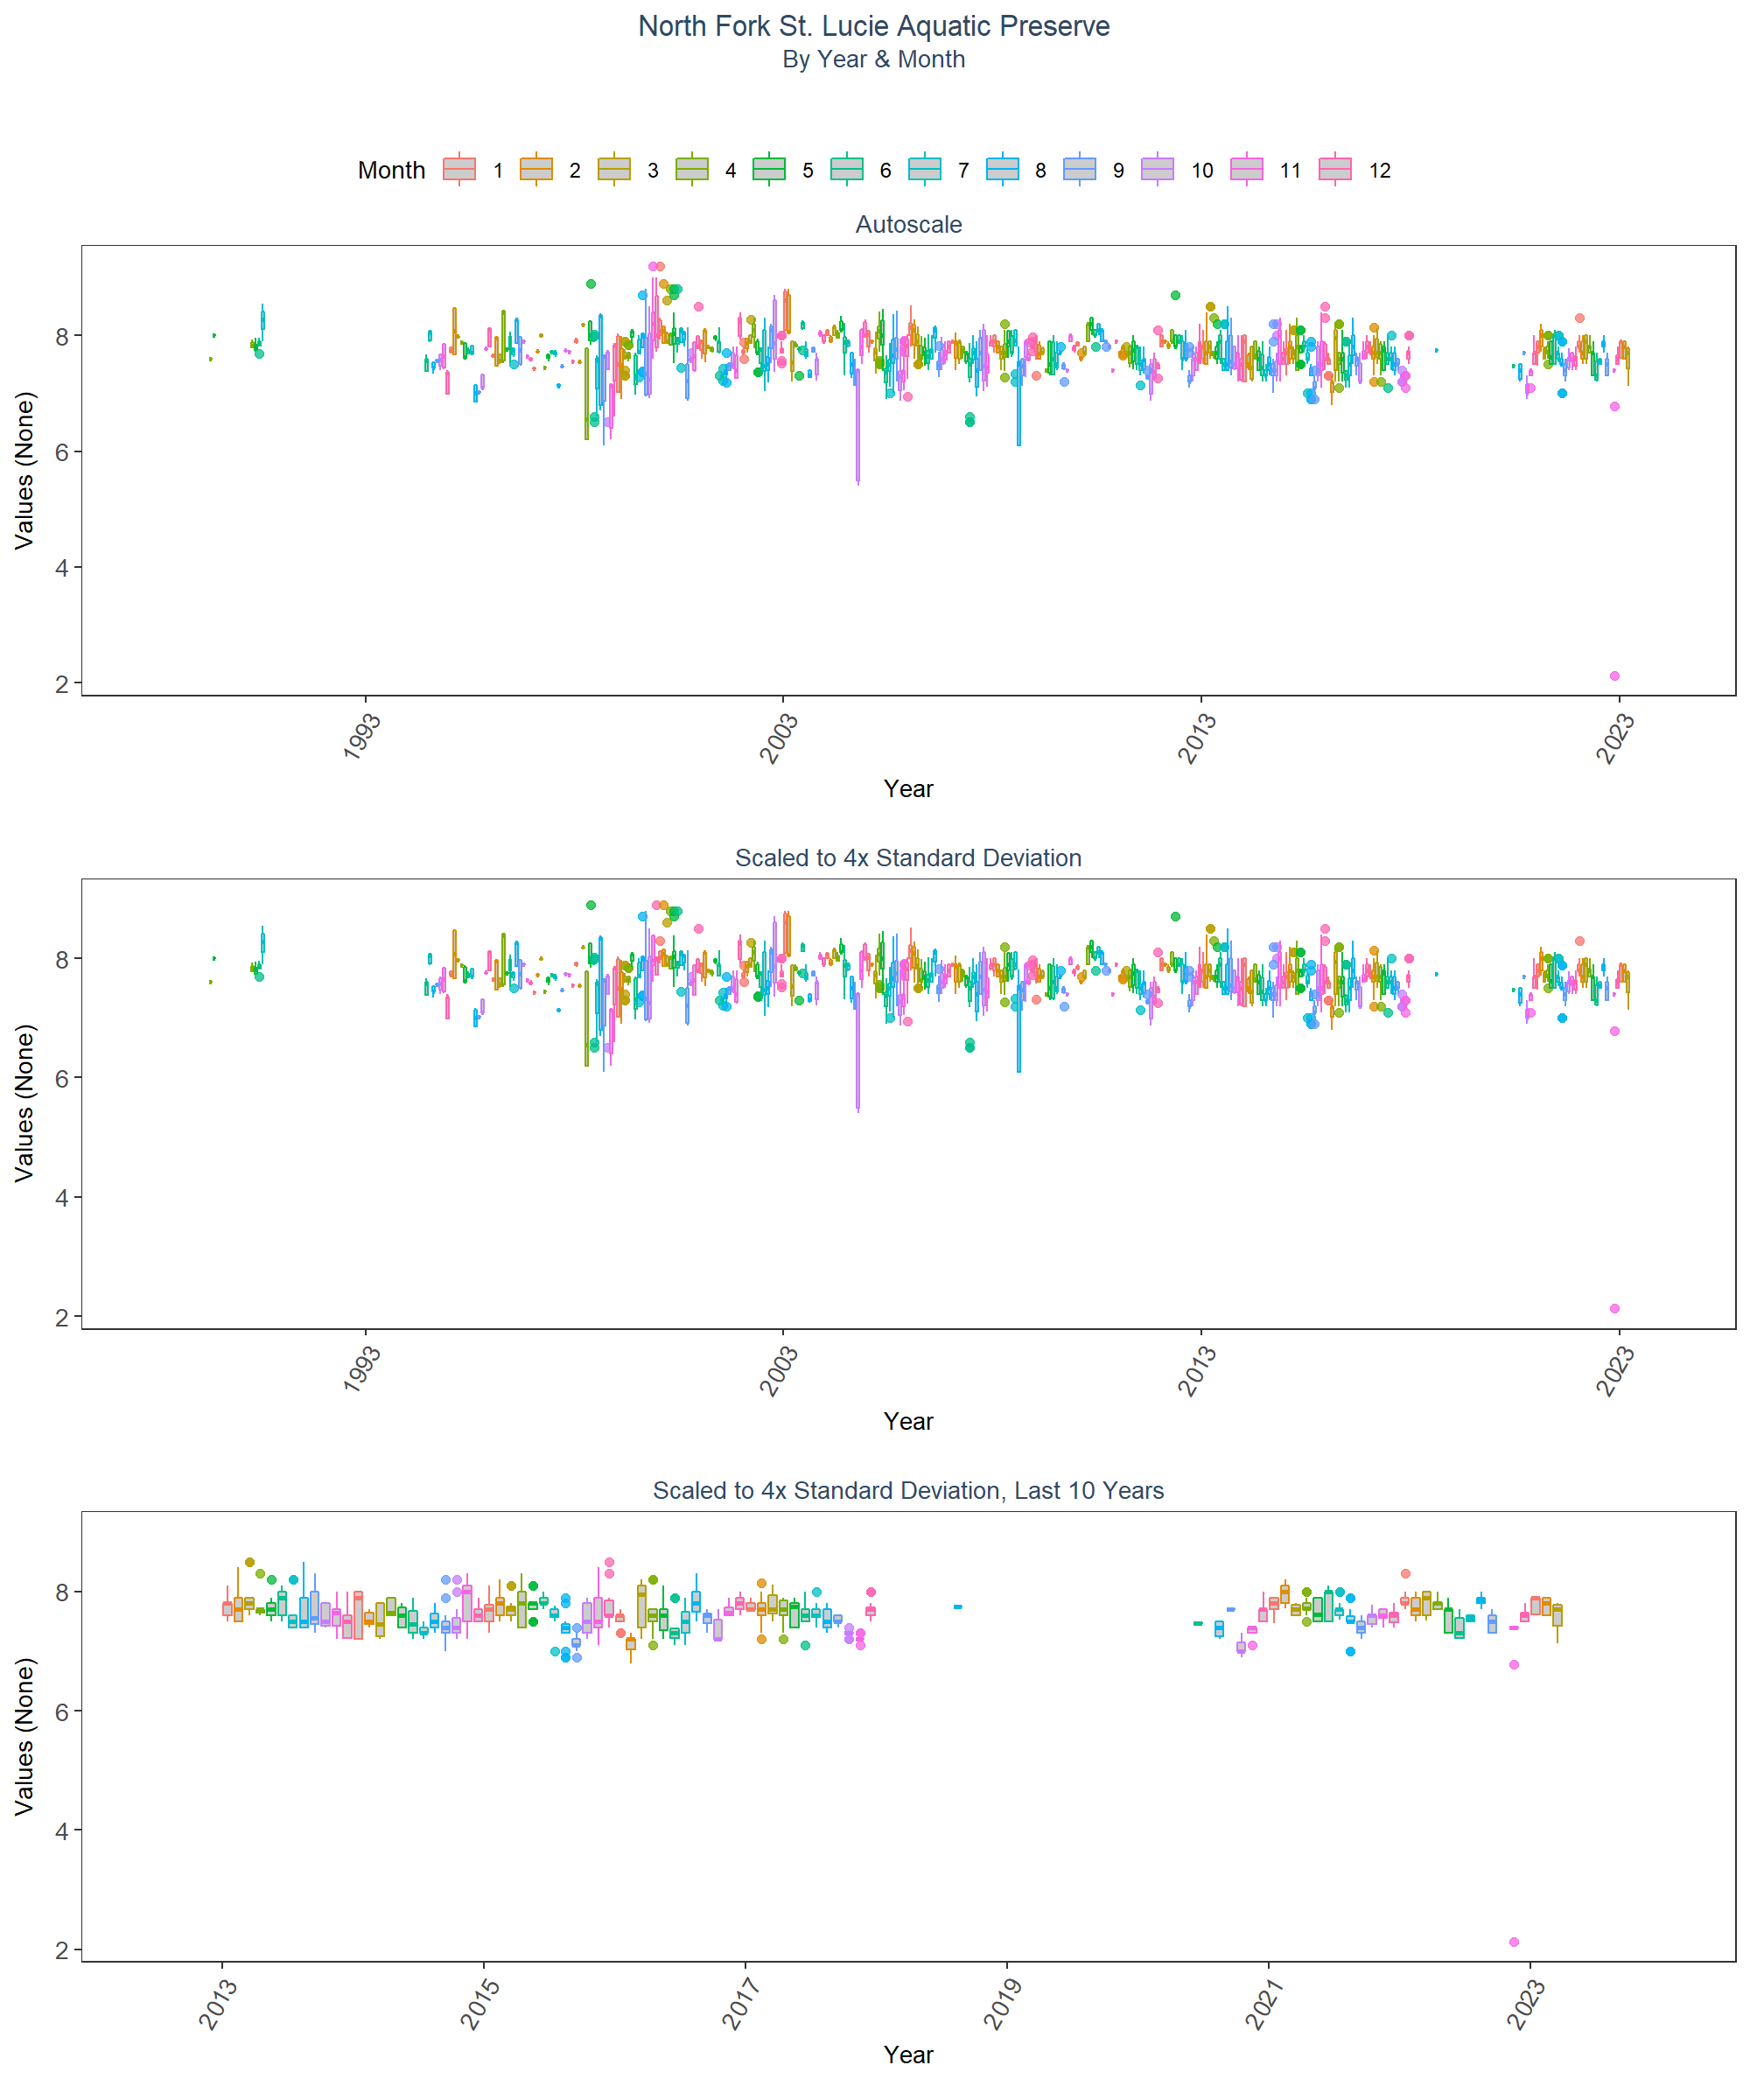 North Fork St. Lucie Aquatic Preserve
By Year & Month
Month 1 2 3 4 5 6 7 8 9 10 11 12
Autoscale
Values (None)
8
6
4
2
1993 2003 2013 2023
Year
Scaled to 4x Standard Deviation
Values (None)
8
6
4
2
1993 2003 2013 2023
Year
Scaled to 4x Standard Deviation, Last 10 Years
Values (None)
8
6
4
2
2013 2015 2017 2019 2021 2023
Year